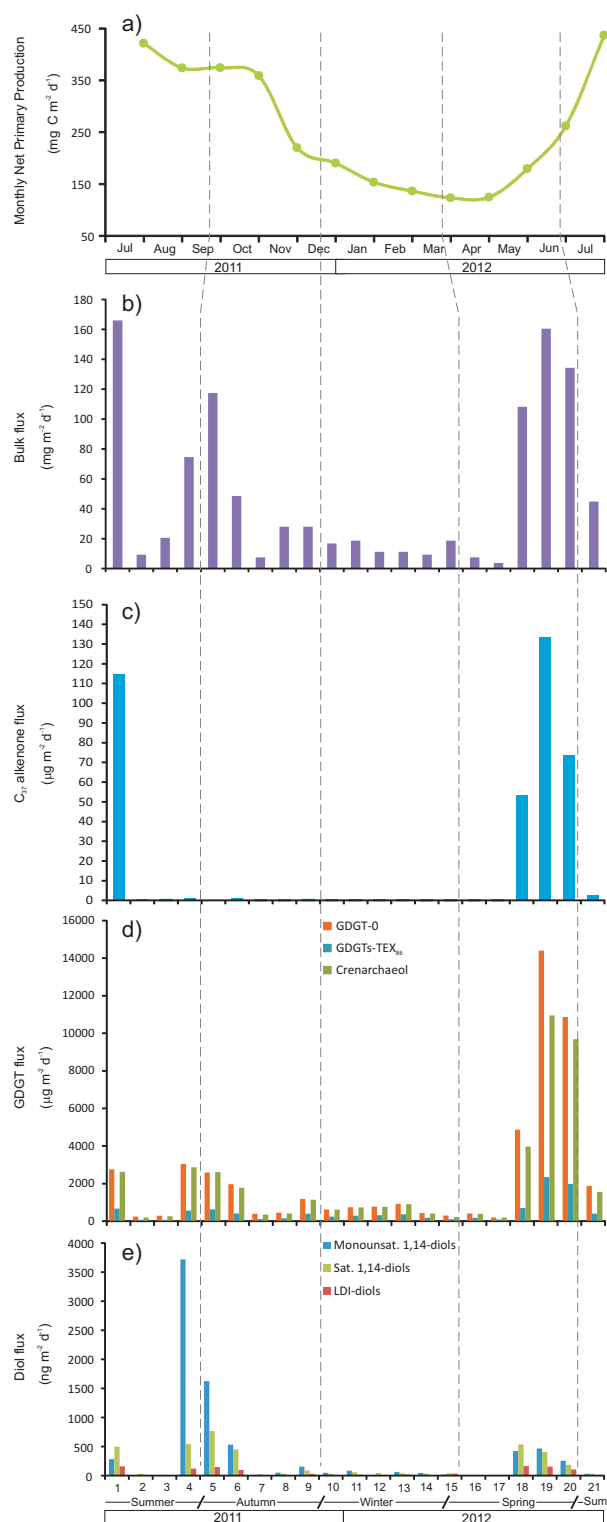 a)
Monthly Net Primary Production
(mg C m⁻² d⁻¹)
450
350
250
150
50
Jul Aug Sep Oct Nov Dec Jan Feb Mar Apr May Jun Jul
2011 2012
b)
Bulk flux
(mg m⁻² d⁻¹)
180
160
140
120
100
80
60
40
20
0
c)
C₃₇ alkenone flux
(µg m⁻² d⁻¹)
150
140
130
120
110
100
90
80
70
60
50
40
30
20
10
0
d)
GDGT-0
GDGTs-TEX₈₆
Crenarchaeol
GDGT flux
(µg m⁻² d⁻¹)
16000
14000
12000
10000
8000
6000
4000
2000
0
e)
Monounsat. 1,14-diols
Sat. 1,14-diols
LDI-diols
Diol flux
(ng m⁻² d⁻¹)
4000
3500
3000
2500
2000
1500
1000
500
0
1 2 3 4 5 6 7 8 9 10 11 12 13 14 15 16 17 18 19 20 21
Summer Autumn Winter Spring Sum
2011 2012